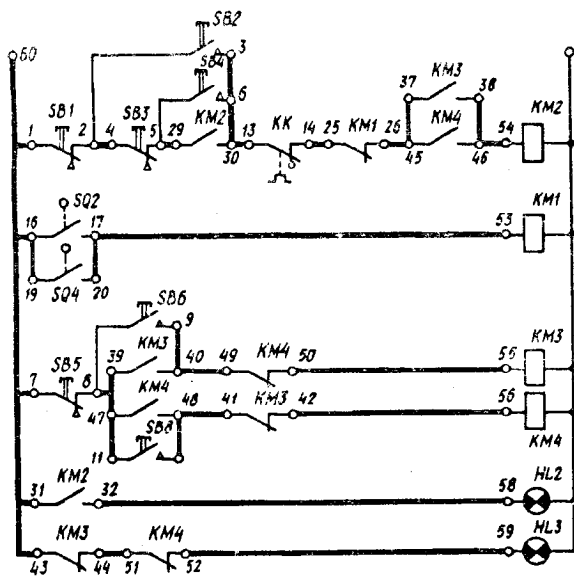 SB2
60
3
SB4
37 KM3 38
6
SB1 SB3 KM2
1 2 4 5 29 30 13 KK 14 25 KM1 26 45 KM4 46 54 KM2
SQ2
16 17 53 KM1
19 SQ4 20
SB6
9
39 KM3 40 49 KM4 50 55 KM3
SB5
7 8
47 KM4 48 41 KM3 42 56
KM4
11 SB8
31 KM2 32 58 HL2
43 KM3 44 51 KM4 52 59 HL3